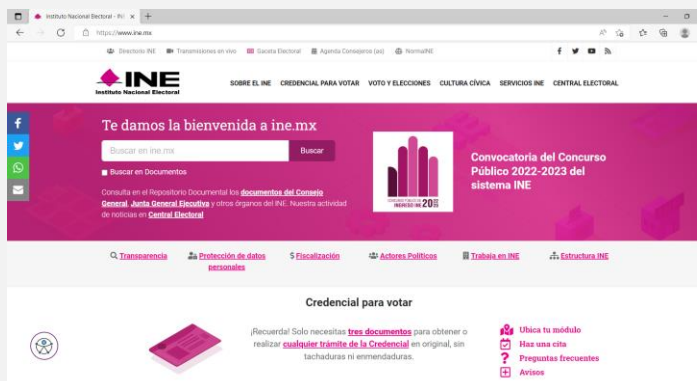 Instituto Nacional Electoral - INE
https://www.ine.mx
Directorio INE Transmisiones en vivo Gaceta Electoral Agenda Consejeros (as) NormaINE
INE
Instituto Nacional Electoral
SOBRE EL INE CREDENCIAL PARA VOTAR VOTO Y ELECCIONES CULTURA CÍVICA SERVICIOS INE CENTRAL ELECTORAL
Te damos la bienvenida a ine.mx
Buscar en ine.mx Buscar
Buscar en Documentos
Consulta en el Repositorio Documental los documentos del Consejo
General, Junta General Ejecutiva y otros órganos del INE. Nuestra actividad
de noticias en Central Electoral
INGRESO INE 20
Convocatoria del Concurso
Público 2022-2023 del
sistema INE
Transparencia Protección de datos Fiscalización Actores Políticos Trabaja en INE Estructura INE
personales
Credencial para votar
¡Recuerda! Solo necesitas tres documentos para obtener o
realizar cualquier trámite de la Credencial en original, sin
tachaduras ni enmendaduras.
Ubica tu módulo
Haz una cita
Preguntas frecuentes
Avisos